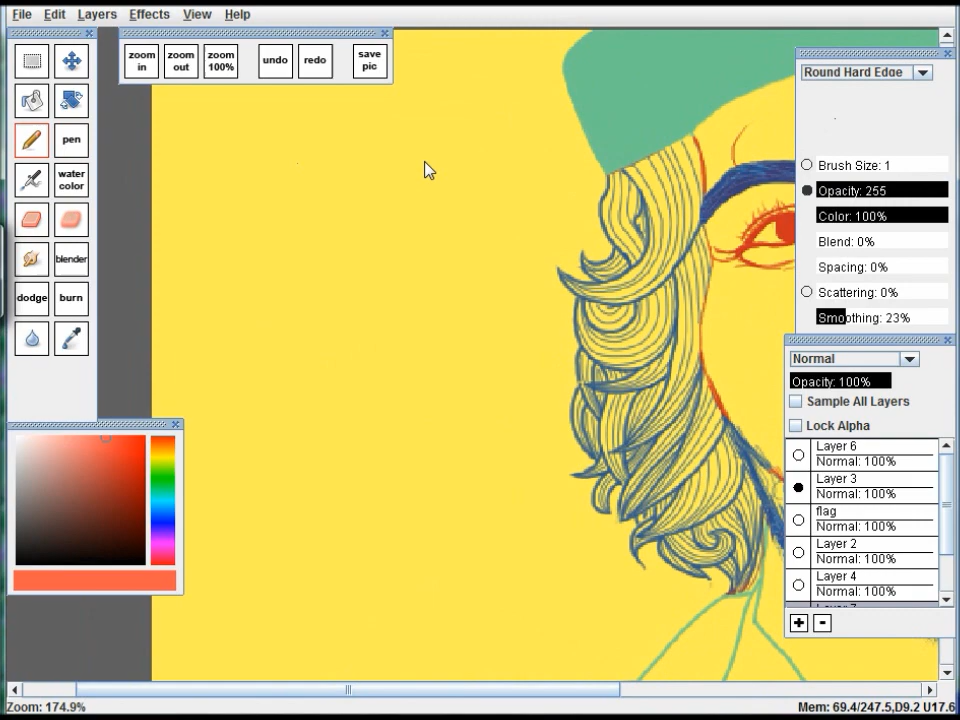 File Edit Layers Effects View Help
zoom in
zoom out
zoom 100%
undo
redo
save pic
pen
water color
blender
dodge
burn
Round Hard Edge
Brush Size: 1
Opacity: 255
Color: 100%
Blend: 0%
Spacing: 0%
Scattering: 0%
Smoothing: 23%
Normal
Opacity: 100%
Sample All Layers
Lock Alpha
Layer 6
Normal: 100%
Layer 3
Normal: 100%
flag
Normal: 100%
Layer 2
Normal: 100%
Layer 4
Normal: 100%
+ -
Zoom: 174.9%
Mem: 69.4/247.5,D9.2 U17.6